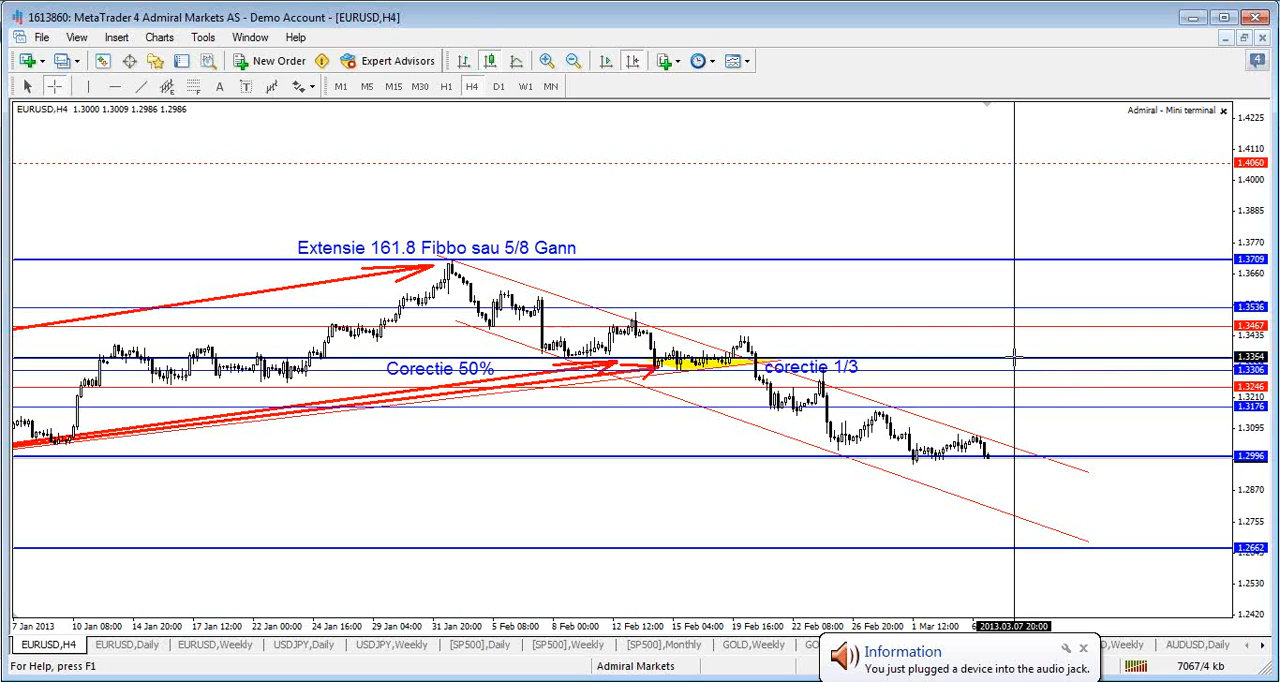 1613860: MetaTrader 4 Admiral Markets AS - Demo Account - [EURUSD,H4]
File View Insert Charts Tools Window Help
New Order Expert Advisors 4
A T M1 M5 M15 M30 H1 H4 D1 W1 MN
EURUSD,H4 1.3000 1.3009 1.2986 1.2986
Admiral - Mini terminal
1.4225
1.4110
1.4060
1.4000
1.3885
1.3770
Extensie 161.8 Fibbo sau 5/8 Gann
1.3709
1.3660
1.3536
1.3467
1.3435
1.3354
Corectie 50%
corectie 1/3
1.3306
1.3246
1.3210
1.3176
1.3095
1.2996
1.2870
1.2755
1.2662
1.2530
1.2420
7 Jan 2013 10 Jan 08:00 14 Jan 20:00 17 Jan 12:00 22 Jan 00:00 24 Jan 16:00 29 Jan 04:00 31 Jan 20:00 5 Feb 08:00 8 Feb 00:00 12 Feb 12:00 15 Feb 04:00 19 Feb 16:00 22 Feb 08:00 26 Feb 20:00 1 Mar 12:00 2013.03.07 20:00
EURUSD,H4 EURUSD,Daily EURUSD,Weekly USDJPY,Daily USDJPY,Weekly [SP500],Daily [SP500],Weekly [SP500],Monthly GOLD,Weekly AUDUSD,Daily
Information
You just plugged a device into the audio jack.
For Help, press F1 Admiral Markets 7067/4 kb